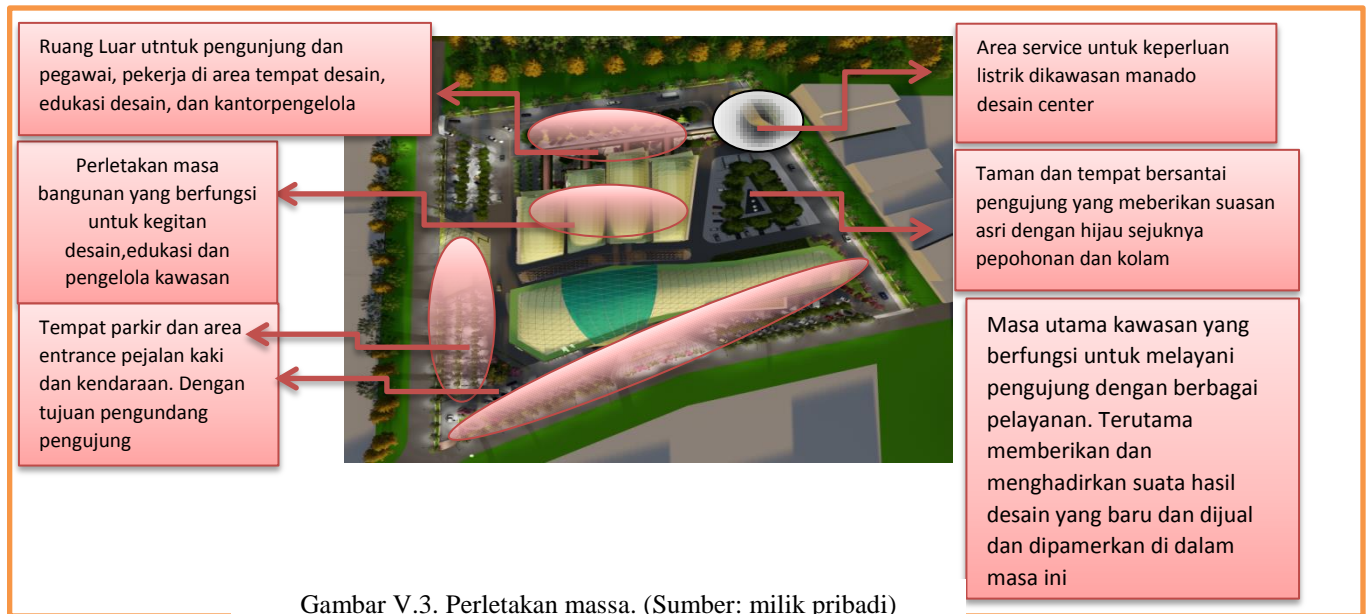 Ruang Luar utntuk pengunjung dan
pegawai, pekerja di area tempat desain,
edukasi desain, dan kantorpengelola
Perletakan masa
bangunan yang berfungsi
untuk kegitan
desain,edukasi dan
pengelola kawasan
Tempat parkir dan area
entrance pejalan kaki
dan kendaraan. Dengan
tujuan pengundang
pengujung
Area service untuk keperluan
listrik dikawasan manado
desain center
Taman dan tempat bersantai
pengujung yang meberikan suasan
asri dengan hijau sejuknya
pepohonan dan kolam
Masa utama kawasan yang
berfungsi untuk melayani
pengujung dengan berbagai
pelayanan. Terutama
memberikan dan
menghadirkan suata hasil
desain yang baru dan dijual
dan dipamerkan di dalam
masa ini
Gambar V.3. Perletakan massa. (Sumber: milik pribadi)